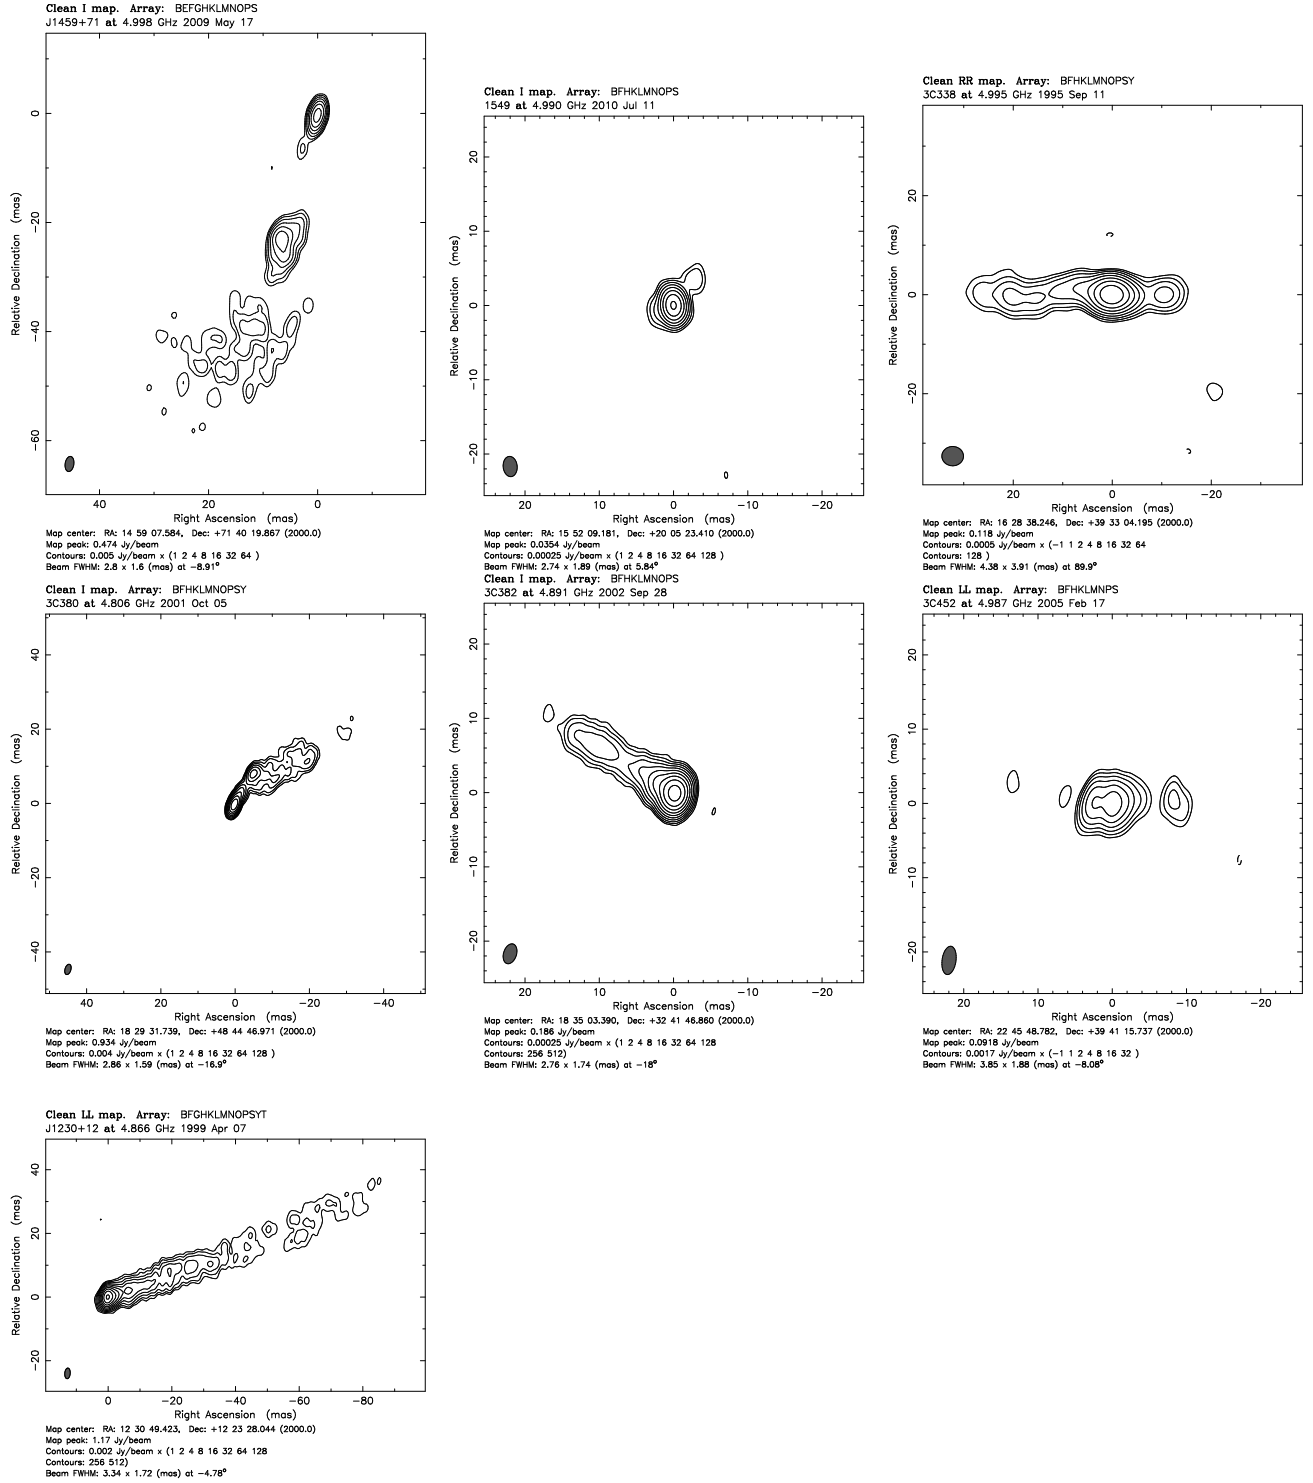 Clean I map. Array: BEFGHKLMNOPS
J1459+71 at 4.998 GHz 2009 May 17
0
−20
−40
−60
Relative Declination (mas)
40 20 0
Right Ascension (mas)
Map center: RA: 14 59 07.584, Dec: +71 40 19.867 (2000.0)
Map peak: 0.474 Jy/beam
Contours: 0.005 Jy/beam x (1 2 4 8 16 32 64 )
Beam FWHM: 2.8 x 1.6 (mas) at −8.91°
Clean I map. Array: BFHKLMNOPS
1549 at 4.990 GHz 2010 Jul 11
20
10
0
−10
−20
Relative Declination (mas)
20 10 0 −10 −20
Right Ascension (mas)
Map center: RA: 15 52 09.181, Dec: +20 05 23.410 (2000.0)
Map peak: 0.0354 Jy/beam
Contours: 0.00025 Jy/beam x (1 2 4 8 16 32 64 128 )
Beam FWHM: 2.74 x 1.89 (mas) at 5.84°
Clean RR map. Array: BFHKLMNOPSY
3C338 at 4.995 GHz 1995 Sep 11
20
0
−20
Relative Declination (mas)
20 0 −20
Right Ascension (mas)
Map center: RA: 16 28 38.246, Dec: +39 33 04.195 (2000.0)
Map peak: 0.118 Jy/beam
Contours: 0.0005 Jy/beam x (−1 1 2 4 8 16 32 64
Contours: 128 )
Beam FWHM: 4.38 x 3.91 (mas) at 89.9°
Clean I map. Array: BFHKLMNOPSY
3C380 at 4.806 GHz 2001 Oct 05
40
20
0
−20
−40
Relative Declination (mas)
40 20 0 −20 −40
Right Ascension (mas)
Map center: RA: 18 29 31.739, Dec: +48 44 46.971 (2000.0)
Map peak: 0.934 Jy/beam
Contours: 0.004 Jy/beam x (1 2 4 8 16 32 64 128 )
Beam FWHM: 2.86 x 1.59 (mas) at −16.9°
Clean I map. Array: BFHKLMNOPS
3C382 at 4.891 GHz 2002 Sep 28
20
10
0
−10
−20
Relative Declination (mas)
20 10 0 −10 −20
Right Ascension (mas)
Map center: RA: 18 35 03.390, Dec: +32 41 46.860 (2000.0)
Map peak: 0.186 Jy/beam
Contours: 0.00025 Jy/beam x (1 2 4 8 16 32 64 128
Contours: 256 512)
Beam FWHM: 2.76 x 1.74 (mas) at −18°
Clean LL map. Array: BFHKLMNPS
3C452 at 4.987 GHz 2005 Feb 17
20
10
0
−10
−20
Relative Declination (mas)
20 10 0 −10 −20
Right Ascension (mas)
Map center: RA: 22 45 48.782, Dec: +39 41 15.737 (2000.0)
Map peak: 0.0918 Jy/beam
Contours: 0.0017 Jy/beam x (−1 1 2 4 8 16 32 )
Beam FWHM: 3.85 x 1.88 (mas) at −8.08°
Clean LL map. Array: BFGHKLMNOPSYT
J1230+12 at 4.866 GHz 1999 Apr 07
40
20
0
−20
Relative Declination (mas)
0 −20 −40 −60 −80
Right Ascension (mas)
Map center: RA: 12 30 49.423, Dec: +12 23 28.044 (2000.0)
Map peak: 1.17 Jy/beam
Contours: 0.002 Jy/beam x (1 2 4 8 16 32 64 128
Contours: 256 512)
Beam FWHM: 3.34 x 1.72 (mas) at −4.78°